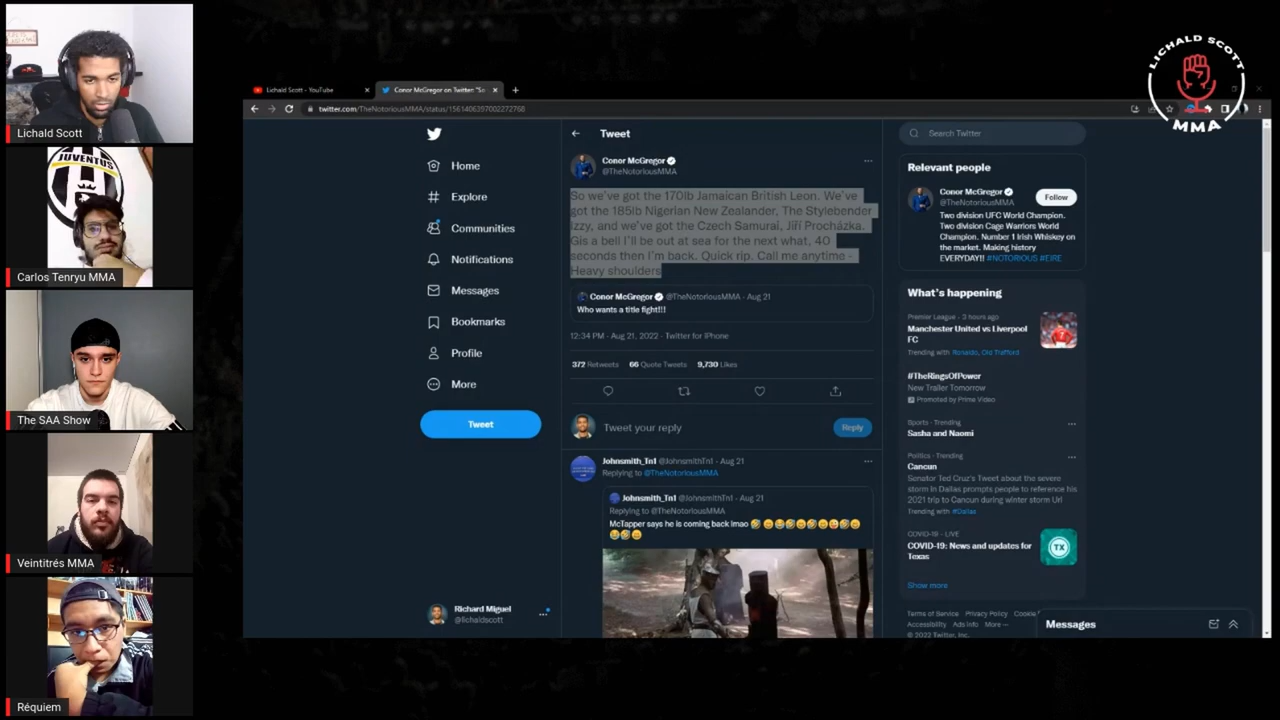 Lichald Scott
JUVENTUS
Carlos Tenryu MMA
The SAA Show
Veintitrés MMA
Réquiem
LICHALD SCOTT
MMA
Lichald Scott - YouTube
Conor McGregor on Twitter: "So
twitter.com/TheNotoriousMMA/status/1561406397002272768
Home
Explore
Communities
Notifications
Messages
Bookmarks
Profile
More
Tweet
Richard Miguel
@lichaldscott
Tweet
Conor McGregor
@TheNotoriousMMA
So we've got the 170lb Jamaican British Leon. We've
got the 185lb Nigerian New Zealander, The Stylebender
Izzy, and we've got the Czech Samurai, Jiří Procházka.
Gis a bell I'll be out at sea for the next what, 40
seconds then I'm back. Quick rip. Call me anytime -
Heavy shoulders
Conor McGregor @TheNotoriousMMA - Aug 21
Who wants a title fight!!!
12:34 PM - Aug 21, 2022 - Twitter for iPhone
372 Retweets 66 Quote Tweets 9,730 Likes
Tweet your reply
Reply
Johnsmith_Tn1 @JohnsmithTn1 - Aug 21
Replying to @TheNotoriousMMA
Johnsmith_Tn1 @JohnsmithTn1 - Aug 21
Replying to @TheNotoriousMMA
McTapper says he is coming back lmao
Search Twitter
Relevant people
Conor McGregor
@TheNotoriousMMA
Follow
Two division UFC World Champion.
Two division Cage Warriors World
Champion. Number 1 Irish Whiskey on
the market. Making history
EVERYDAY!! #NOTORIOUS #EIRE
What's happening
Premier League - 3 hours ago
Manchester United vs Liverpool
FC
Trending with Ronaldo, Old Trafford
#TheRingsOfPower
New Trailer Tomorrow
Promoted by Prime Video
Sports - Trending
Sasha and Naomi
Politics - Trending
Cancun
Senator Ted Cruz's Tweet about the severe
storm in Dallas prompts people to reference his
2021 trip to Cancun during winter storm Uri
Trending with #Dallas
COVID-19 - LIVE
COVID-19: News and updates for
Texas
TX
Show more
Terms of Service Privacy Policy Cookie
Accessibility Ads info More
© 2022 Twitter, Inc.
Messages